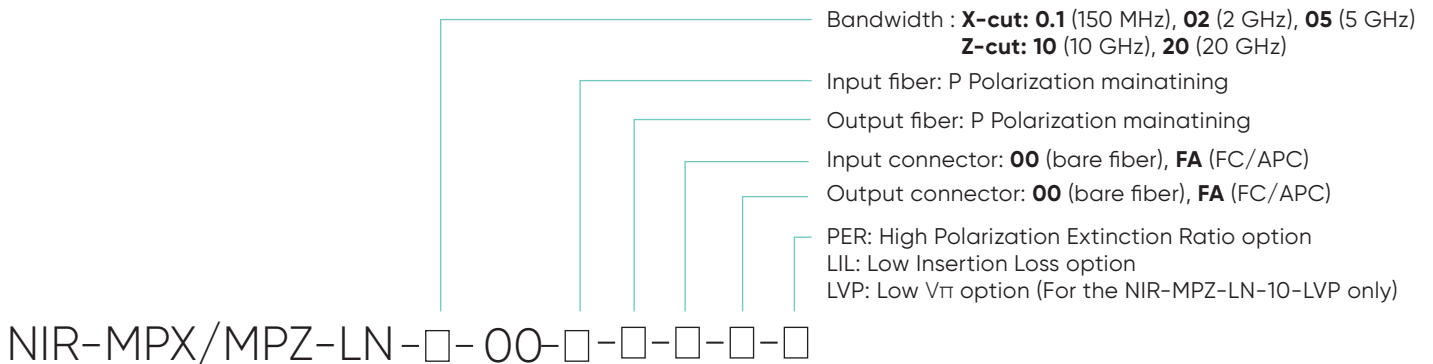 Bandwidth : X-cut: 0.1 (150 MHz), 02 (2 GHz), 05 (5 GHz)
Z-cut: 10 (10 GHz), 20 (20 GHz)
Input fiber: P Polarization mainatining
Output fiber: P Polarization mainatining
Input connector: 00 (bare fiber), FA (FC/APC)
Output connector: 00 (bare fiber), FA (FC/APC)
PER: High Polarization Extinction Ratio option
LIL: Low Insertion Loss option
LVP: Low Vπ option (For the NIR-MPZ-LN-10-LVP only)
NIR-MPX/MPZ-LN-□-00-□-□-□-□-□